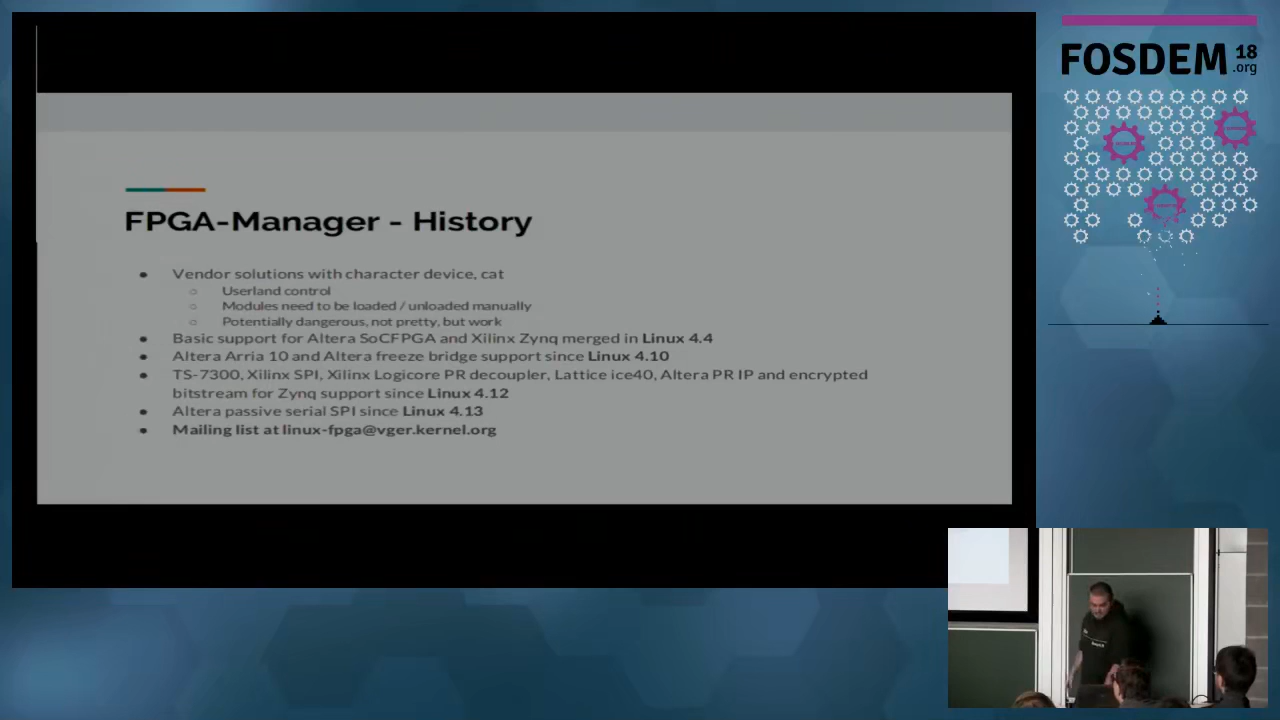 FOSDEM 18
.org
FPGA-Manager - History
● Vendor solutions with character device, cat
○ Userland control
○ Modules need to be loaded / unloaded manually
○ Potentially dangerous, not pretty, but work
● Basic support for Altera SoCFPGA and Xilinx Zynq merged in Linux 4.4
● Altera Arria 10 and Altera freeze bridge support since Linux 4.10
● TS-7300, Xilinx SPI, Xilinx Logicore PR decoupler, Lattice ice40, Altera PR IP and encrypted
bitstream for Zynq support since Linux 4.12
● Altera passive serial SPI since Linux 4.13
● Mailing list at linux-fpga@vger.kernel.org